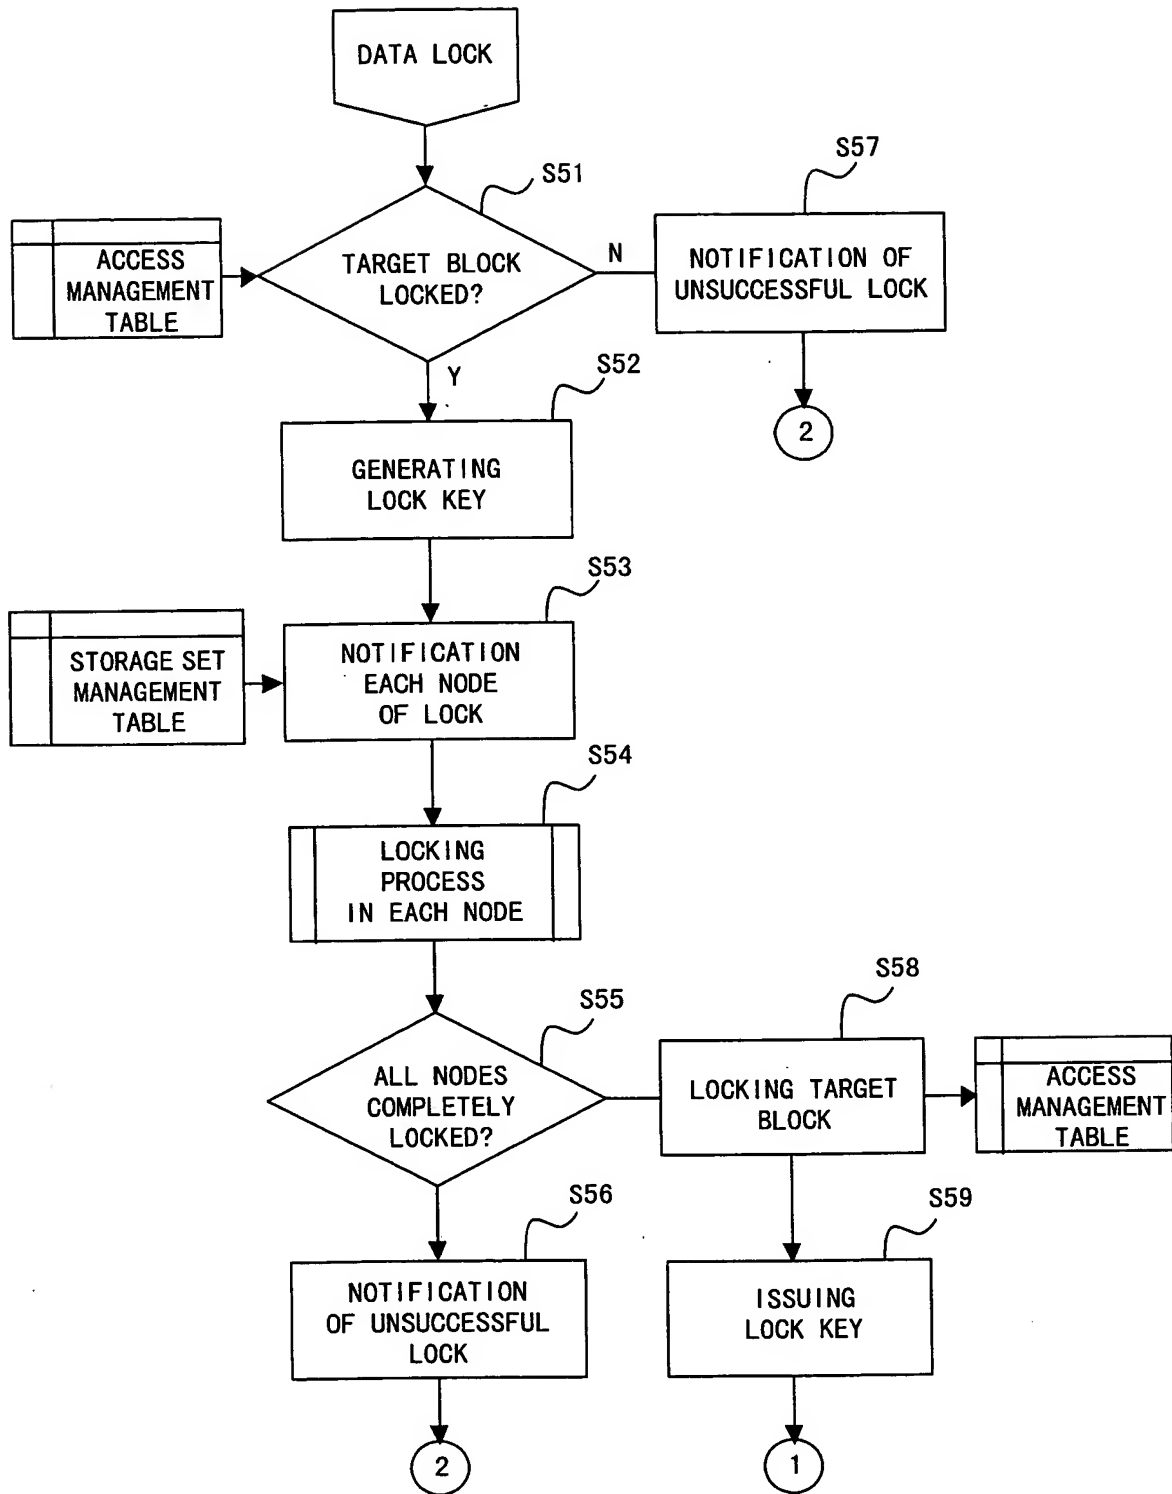 DATA LOCK
S51
S57
ACCESS
MANAGEMENT
TABLE
TARGET BLOCK
LOCKED?
N
NOTIFICATION OF
UNSUCCESSFUL LOCK
Y
S52
2
GENERATING
LOCK KEY
S53
STORAGE SET
MANAGEMENT
TABLE
NOTIFICATION
EACH NODE
OF LOCK
S54
LOCKING
PROCESS
IN EACH NODE
S55
S58
ALL NODES
COMPLETELY
LOCKED?
LOCKING TARGET
BLOCK
ACCESS
MANAGEMENT
TABLE
S56
S59
NOTIFICATION
OF UNSUCCESSFUL
LOCK
ISSUING
LOCK KEY
2
1